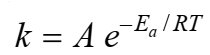 k = A e^{-E_a / RT}